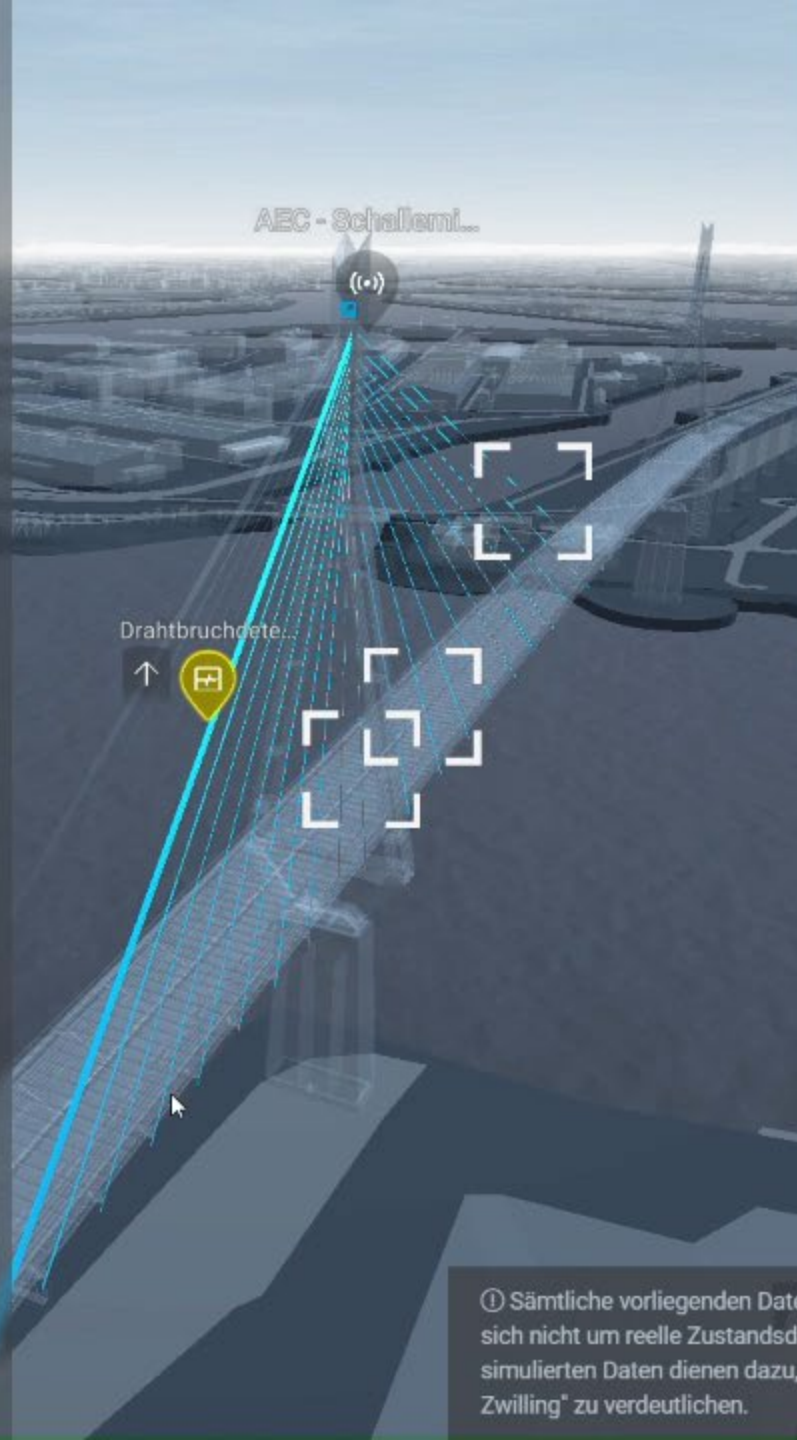 AEC - Schallemi...
Drahtbruchdete...
Sämtliche vorliegenden Date
sich nicht um reelle Zustandsd
simulierten Daten dienen dazu,
Zwilling" zu verdeutlichen.